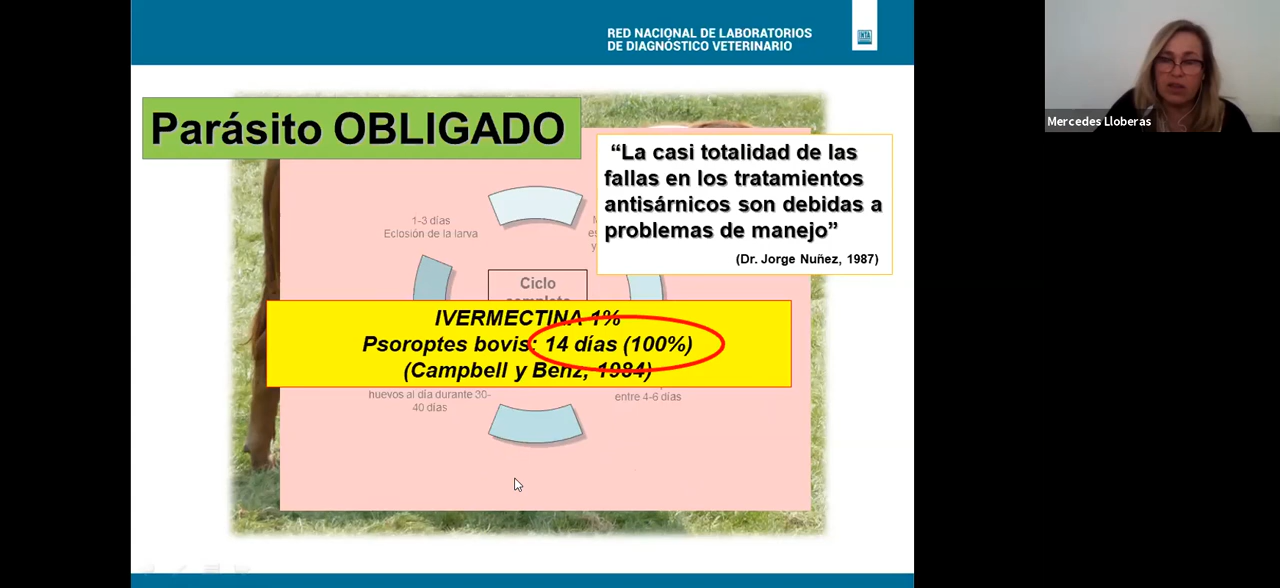 RED NACIONAL DE LABORATORIOS
DE DIAGNÓSTICO VETERINARIO
INTA
Mercedes Lloberas
Parásito OBLIGADO
“La casi totalidad de las
fallas en los tratamientos
antisárnicos son debidas a
problemas de manejo”
(Dr. Jorge Nuñez, 1987)
1-3 días
Eclosión de la larva
Ciclo
completo
IVERMECTINA 1%
Psoroptes bovis: 14 días (100%)
(Campbell y Benz, 1984)
huevos al día durante 30-
40 días
entre 4-6 días